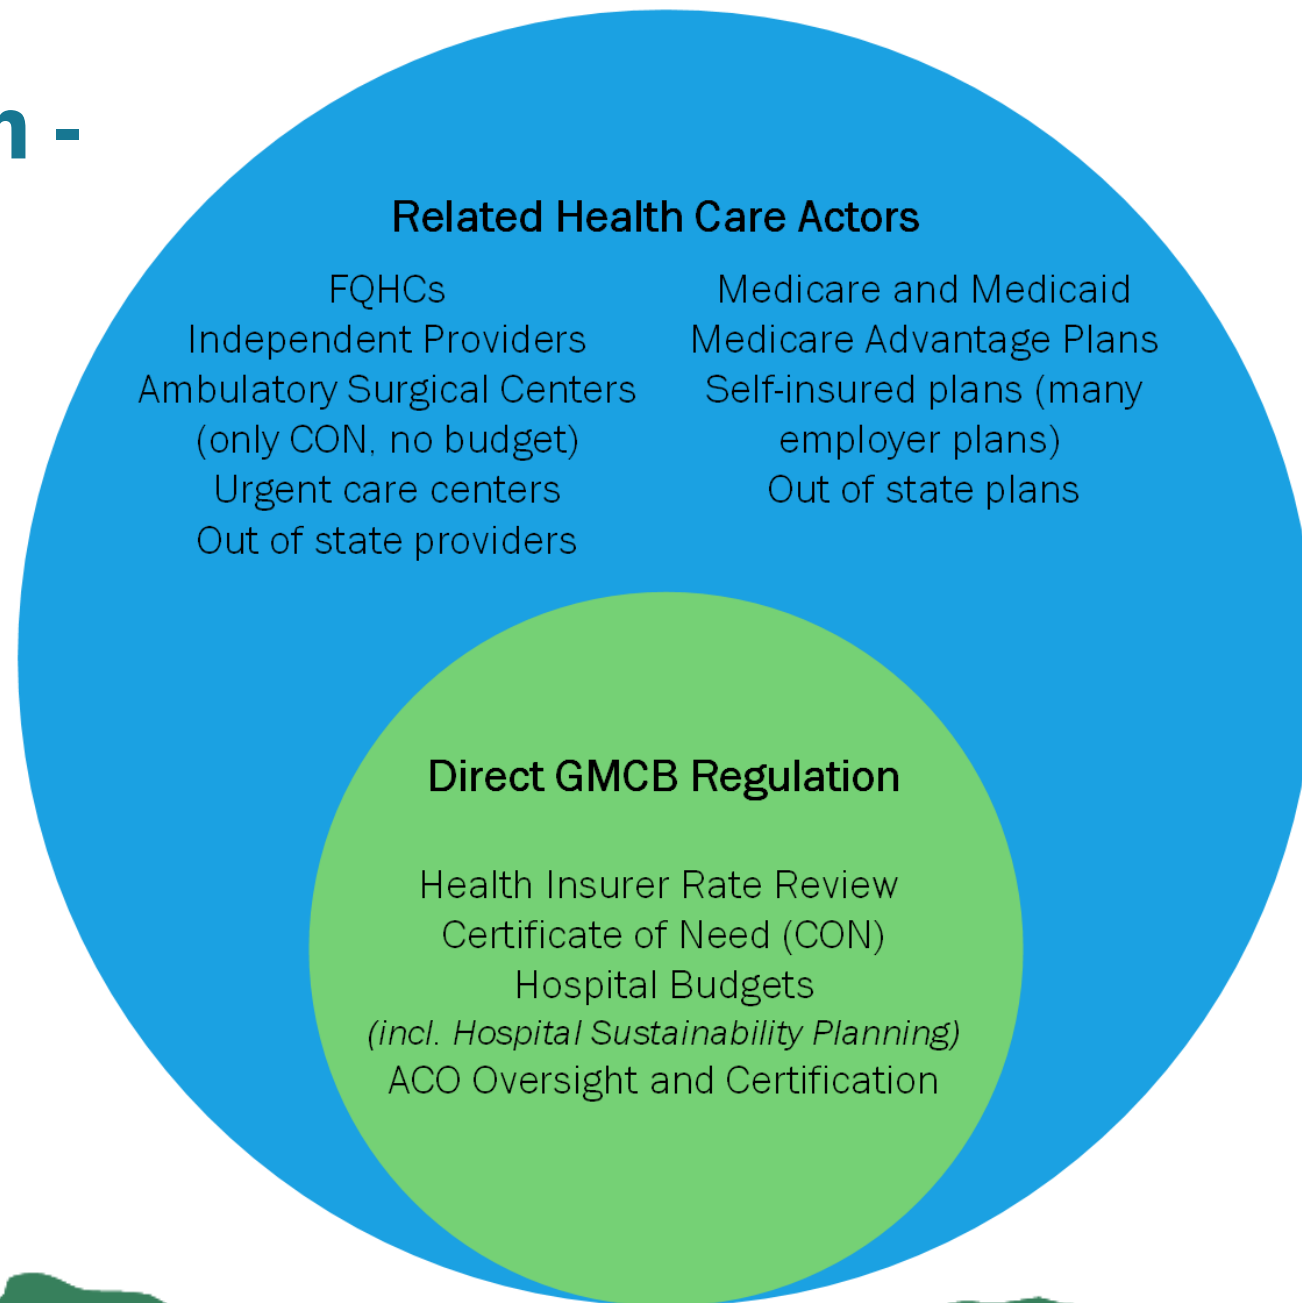 n -
Related Health Care Actors
FQHCs
Independent Providers
Ambulatory Surgical Centers
(only CON, no budget)
Urgent care centers
Out of state providers
Medicare and Medicaid
Medicare Advantage Plans
Self-insured plans (many
employer plans)
Out of state plans
Direct GMCB Regulation
Health Insurer Rate Review
Certificate of Need (CON)
Hospital Budgets
(incl. Hospital Sustainability Planning)
ACO Oversight and Certification